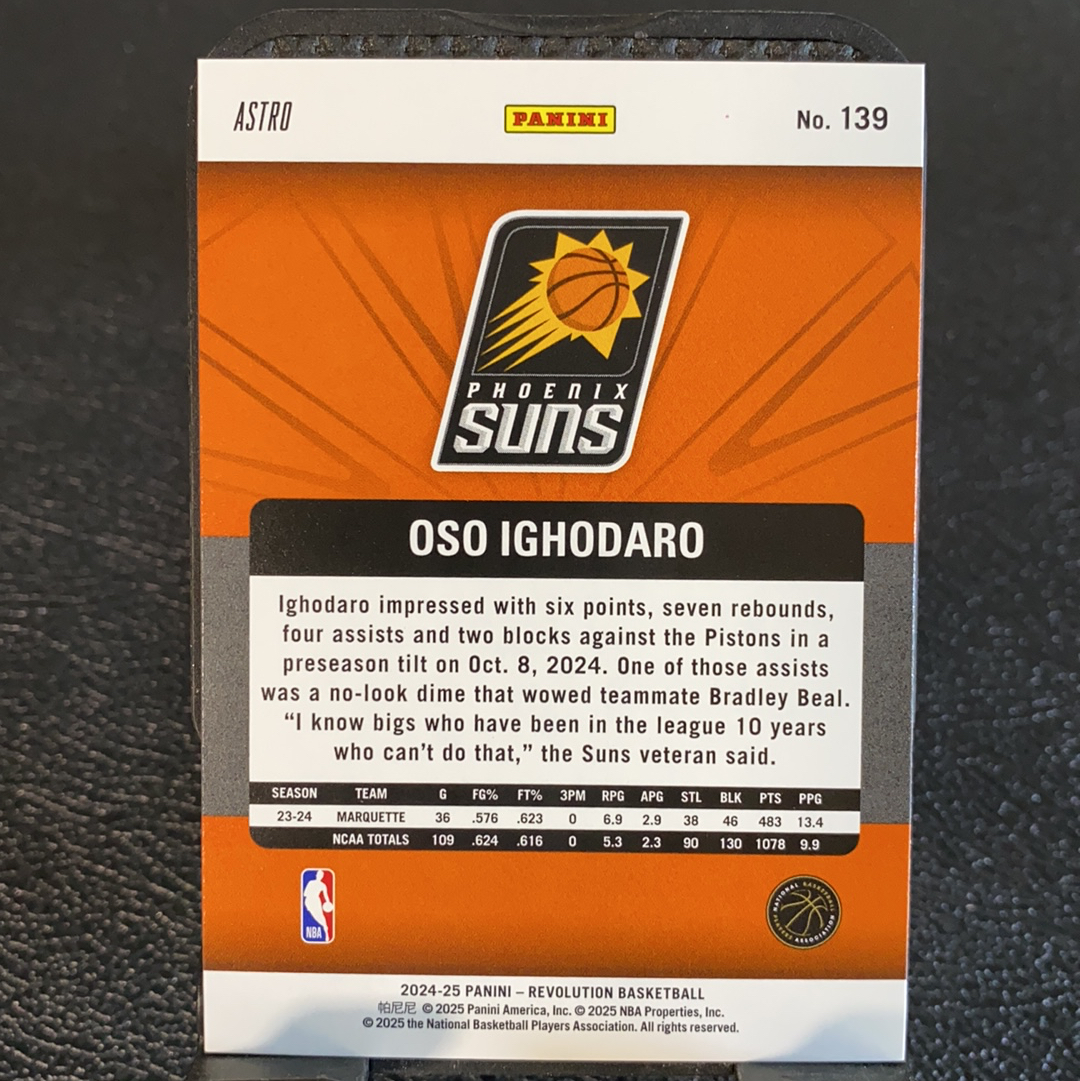 ASTRO
PANINI
No. 139
PHOENIX
SUNS
OSO IGHODARO
Ighodaro impressed with six points, seven rebounds,
four assists and two blocks against the Pistons in a
preseason tilt on Oct. 8, 2024. One of those assists
was a no-look dime that wowed teammate Bradley Beal.
“I know bigs who have been in the league 10 years
who can’t do that,” the Suns veteran said.
SEASON TEAM G FG% FT% 3PM RPG APG STL BLK PTS PPG
23-24 MARQUETTE 36 .576 .623 0 6.9 2.9 38 46 483 13.4
NCAA TOTALS 109 .624 .616 0 5.3 2.3 90 130 1078 9.9
NBA
NATIONAL BASKETBALL
PLAYERS ASSOCIATION
2024-25 PANINI – REVOLUTION BASKETBALL
帕尼尼 © 2025 Panini America, Inc. © 2025 NBA Properties, Inc.
© 2025 the National Basketball Players Association. All rights reserved.